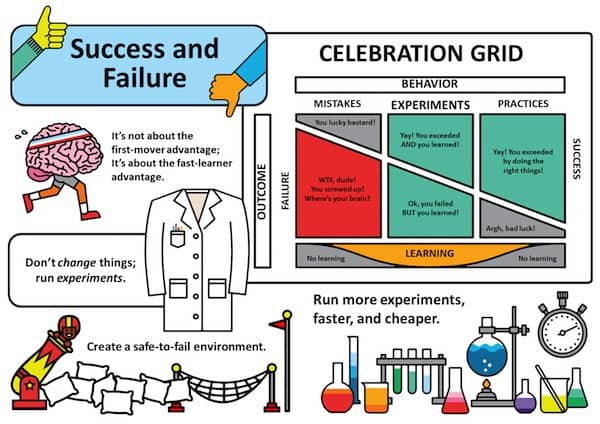 Success and
Failure
It's not about the
first-mover advantage;
It's about the fast-learner
advantage.
Don't change things;
run experiments.
Create a safe-to-fail environment.
CELEBRATION GRID
BEHAVIOR
MISTAKES
EXPERIMENTS
PRACTICES
OUTCOME
FAILURE
SUCCESS
You lucky bastard!
Yay! You exceeded
AND you learned!
Yay! You exceeded
by doing the
right things!
WTF, dude!
You screwed up!
Where's your brain?
Ok, you failed
BUT you learned!
Argh, bad luck!
No learning
LEARNING
No learning
Run more experiments,
faster, and cheaper.